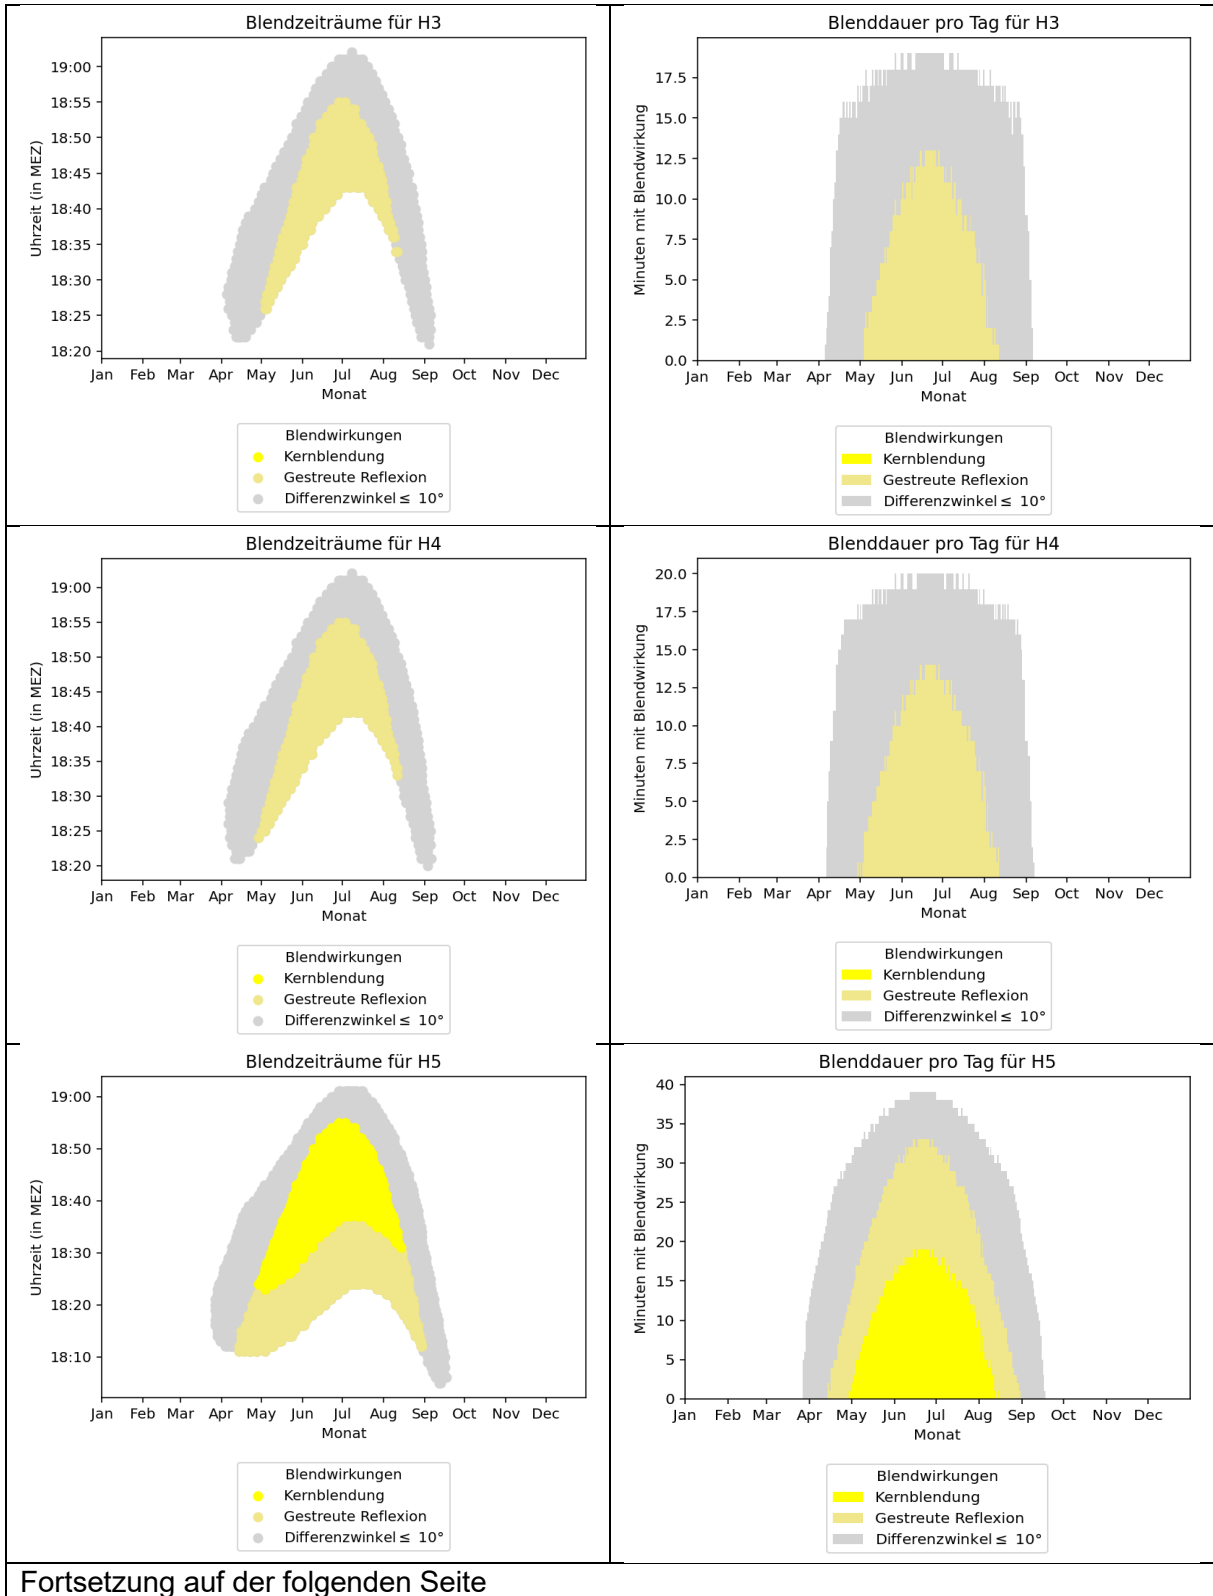 Blendzeiträume für H3
Uhrzeit (in MEZ)
19:00
18:55
18:50
18:45
18:40
18:35
18:30
18:25
18:20
Jan Feb Mar Apr May Jun Jul Aug Sep Oct Nov Dec
Monat
Blendwirkungen
Kernblendung
Gestreute Reflexion
Differenzwinkel ≤ 10°
Blenddauer pro Tag für H3
Minuten mit Blendwirkung
17.5
15.0
12.5
10.0
7.5
5.0
2.5
0.0
Jan Feb Mar Apr May Jun Jul Aug Sep Oct Nov Dec
Monat
Blendwirkungen
Kernblendung
Gestreute Reflexion
Differenzwinkel ≤ 10°
Blendzeiträume für H4
Uhrzeit (in MEZ)
19:00
18:55
18:50
18:45
18:40
18:35
18:30
18:25
18:20
Jan Feb Mar Apr May Jun Jul Aug Sep Oct Nov Dec
Monat
Blendwirkungen
Kernblendung
Gestreute Reflexion
Differenzwinkel ≤ 10°
Blenddauer pro Tag für H4
Minuten mit Blendwirkung
20.0
17.5
15.0
12.5
10.0
7.5
5.0
2.5
0.0
Jan Feb Mar Apr May Jun Jul Aug Sep Oct Nov Dec
Monat
Blendwirkungen
Kernblendung
Gestreute Reflexion
Differenzwinkel ≤ 10°
Blendzeiträume für H5
Uhrzeit (in MEZ)
19:00
18:50
18:40
18:30
18:20
18:10
Jan Feb Mar Apr May Jun Jul Aug Sep Oct Nov Dec
Monat
Blendwirkungen
Kernblendung
Gestreute Reflexion
Differenzwinkel ≤ 10°
Blenddauer pro Tag für H5
Minuten mit Blendwirkung
40
35
30
25
20
15
10
5
0
Jan Feb Mar Apr May Jun Jul Aug Sep Oct Nov Dec
Monat
Blendwirkungen
Kernblendung
Gestreute Reflexion
Differenzwinkel ≤ 10°
Fortsetzung auf der folgenden Seite